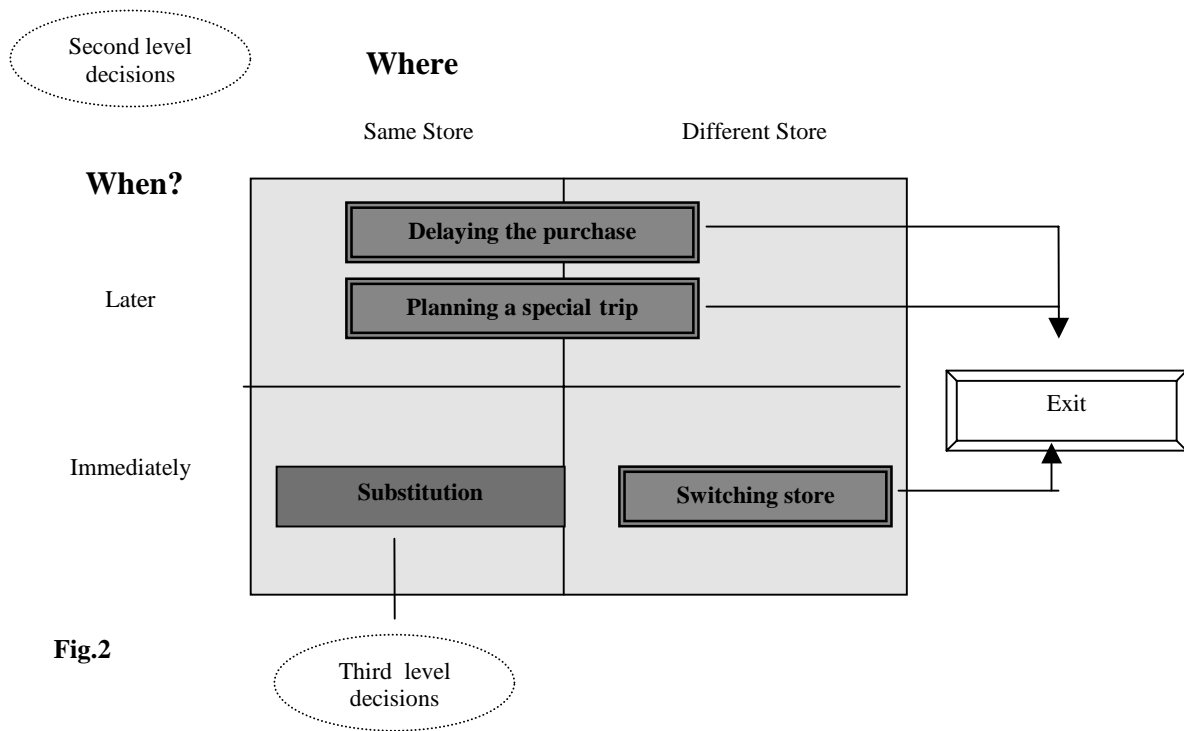 Second level
decisions
Where
Same Store
Different Store
When?
Delaying the purchase
Later
Planning a special trip
Exit
Immediately
Substitution
Switching store
Fig.2
Third level
decisions